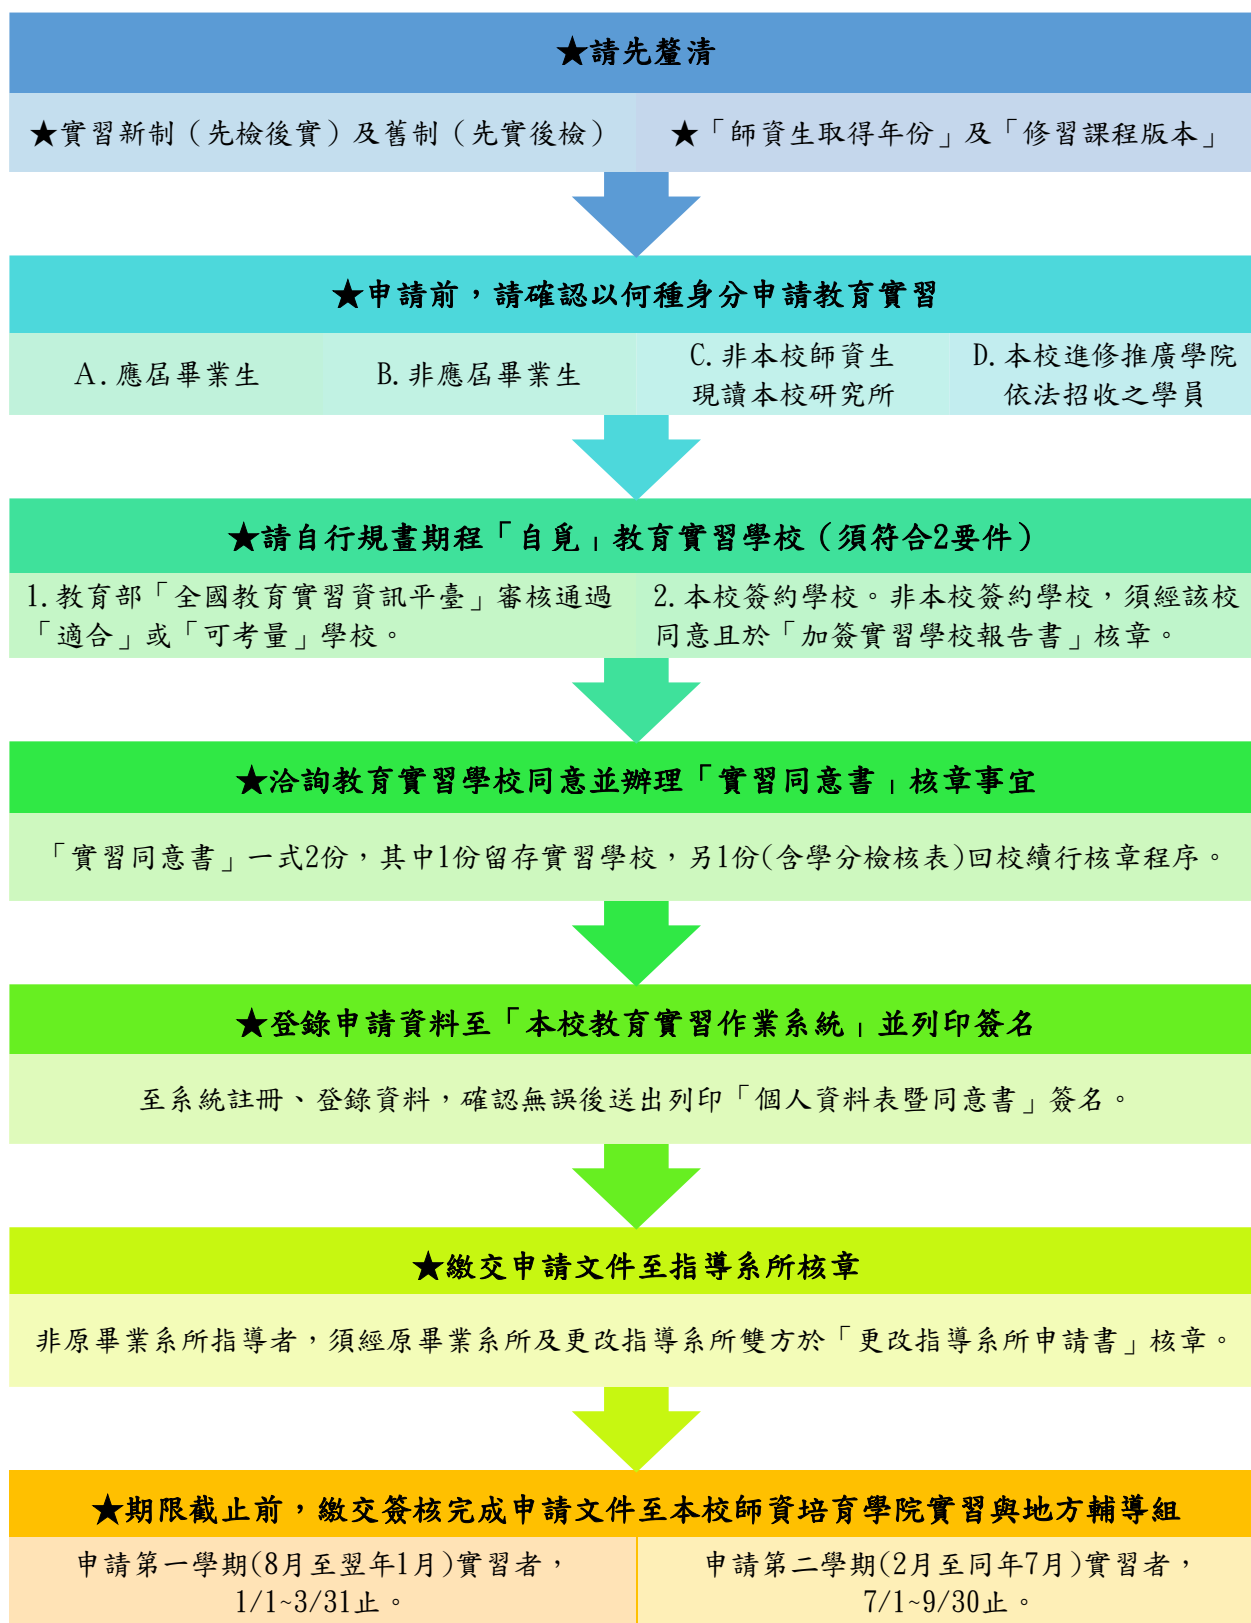 ★請先釐清
★實習新制（先檢後實）及舊制（先實後檢）
★「師資生取得年份」及「修習課程版本」
★申請前，請確認以何種身分申請教育實習
A.應屆畢業生
B.非應屆畢業生
C.非本校師資生
現讀本校研究所
D.本校進修推廣學院
依法招收之學員
★請自行規畫期程「自覓」教育實習學校（須符合2要件）
1.教育部「全國教育實習資訊平臺」審核通過
「適合」或「可考量」學校。
2.本校簽約學校。非本校簽約學校，須經該校
同意且於「加簽實習學校報告書」核章。
★洽詢教育實習學校同意並辦理「實習同意書」核章事宜
「實習同意書」一式2份，其中1份留存實習學校，另1份(含學分檢核表)回校續行核章程序。
★登錄申請資料至「本校教育實習作業系統」並列印簽名
至系統註冊、登錄資料，確認無誤後送出列印「個人資料表暨同意書」簽名。
★繳交申請文件至指導系所核章
非原畢業系所指導者，須經原畢業系所及更改指導系所雙方於「更改指導系所申請書」核章。
★期限截止前，繳交簽核完成申請文件至本校師資培育學院實習與地方輔導組
申請第一學期(8月至翌年1月)實習者，
1/1~3/31止。
申請第二學期(2月至同年7月)實習者，
7/1~9/30止。